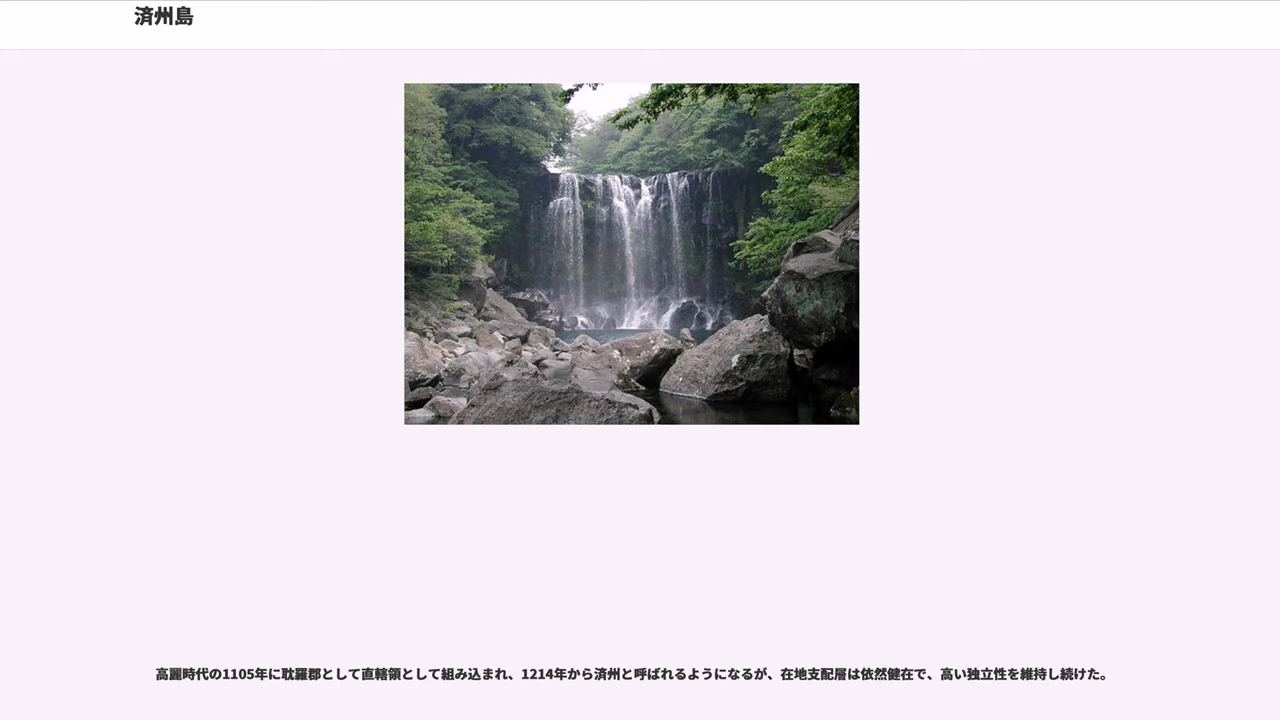 済州島
高麗時代の1105年に耽羅郡として直轄領として組み込まれ、1214年から済州と呼ばれるようになるが、在地支配層は依然健在で、高い独立性を維持し続けた。